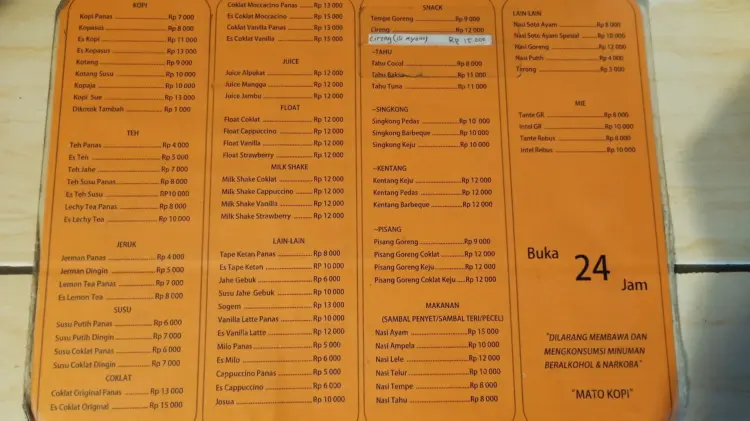 KOPI
Kopi Panas Rp 7 000
Kopasus Rp 8 000
Es Kopi Rp 11 000
Es Kopasus Rp 13 000
Kotang Rp 9 000
Kotang Susu Rp 10 000
Kopaja Rp 10 000
Kopi Sue Rp 13 000
Dikotok Tambah Rp 1 000
TEH
Teh Panas Rp 4 000
Es Teh Rp 5 000
Teh Jahe Rp 7 000
Teh Susu Panas Rp 8 000
Es Teh Susu RP10 000
Lechy Tea Panas Rp 8 000
Es Lechy Tea Rp 10,000
JERUK
Jerman Panas Rp 4 000
Jerman Dingin Rp 5 000
Lemon Tea Panas Rp 7 000
Es Lemon Tea Rp 8 000
SUSU
Susu Putih Panas Rp 6 000
Susu Putih Dingin Rp 7 000
Susu Coklat Panas Rp 6 000
Susu Coklat Dingin Rp 7 000
COKLAT
Coklat Original Panas Rp 13 000
Es Coklat Original Rp 15 000
Coklat Moccacino Panas Rp 13 000
Es Coklat Moccacino Rp 15 000
Coklat Vanilla Panas Rp 13 000
Es Coklat Vanilla Rp 15 000
JUICE
Juice Alpukat Rp 12 000
Juice Mangga Rp 12 000
Juice Jambu Rp 12 000
FLOAT
Float Coklat Rp 12 000
Float Cappuccino Rp 12 000
Float Vanilla Rp 12 000
Float Strawberry Rp 12 000
MILK SHAKE
Milk Shake Coklat Rp 12 000
Milk Shake Cappuccino Rp 12 000
Milk Shake Vanilla Rp 12 000
Milk Shake Strawberry Rp 12 000
LAIN-LAIN
Tape Ketan Panas Rp 8 000
Es Tape Ketan RP 10 000
Jahe Gebuk Rp 6 000
Susu Jahe Gebuk Rp 10 000
Sogem Rp 13 000
Vanilla Latte Panas Rp 10 000
Es Vanilla Latte Rp 12 000
Milo Panas Rp 5 000
Es Milo Rp 6 000
Cappuccino Panas Rp 5 000
Es Cappuccino Rp 6 000
Josua Rp 10 000
SNACK
Tempe Goreng Rp 9 000
Cireng Rp 12 000
Cireng (isi ayam) Rp 15.000
~TAHU
Tahu Cocol Rp 8 000
Tahu Bakso Rp 11 000
Tahu Tuna Rp 11 000
~SINGKONG
Singkong Pedas Rp 10 000
Singkong Barbeque Rp 10 000
Singkong Keju Rp 10 000
~KENTANG
Kentang Keju Rp 12 000
Kentang Pedas Rp 12 000
Kentang Barbeque Rp 12 000
~PISANG
Pisang Goreng Rp 9 000
Pisang Goreng Coklat Rp 12 000
Pisang Goreng Keju Rp 12 000
Pisang Goreng Coklat Keju Rp 12 000
MAKANAN
(SAMBAL PENYET/SAMBAL TERI/PECEL)
Nasi Ayam Rp 15 000
Nasi Ampela Rp 10 000
Nasi Lele Rp 12 000
Nasi Telur Rp 10 000
Nasi Tempe Rp 8 000
Nasi Tahu Rp 8 000
LAIN-LAIN
Nasi Soto Ayam Rp 8 000
Nasi Soto Ayam Spesial Rp 10 000
Nasi Goreng Rp 12 000
Nasi Putih Rp 4 000
Terong Rp 3 000
MIE
Tante GR Rp 8 000
Intel GR Rp 10 000
Tante Rebus Rp 8 000
Intel Rebus Rp 10 000
Buka 24 Jam
"DILARANG MEMBAWA DAN
MENGKONSUMSI MINUMAN
BERALKOHOL & NARKOBA"
"MATO KOPI"